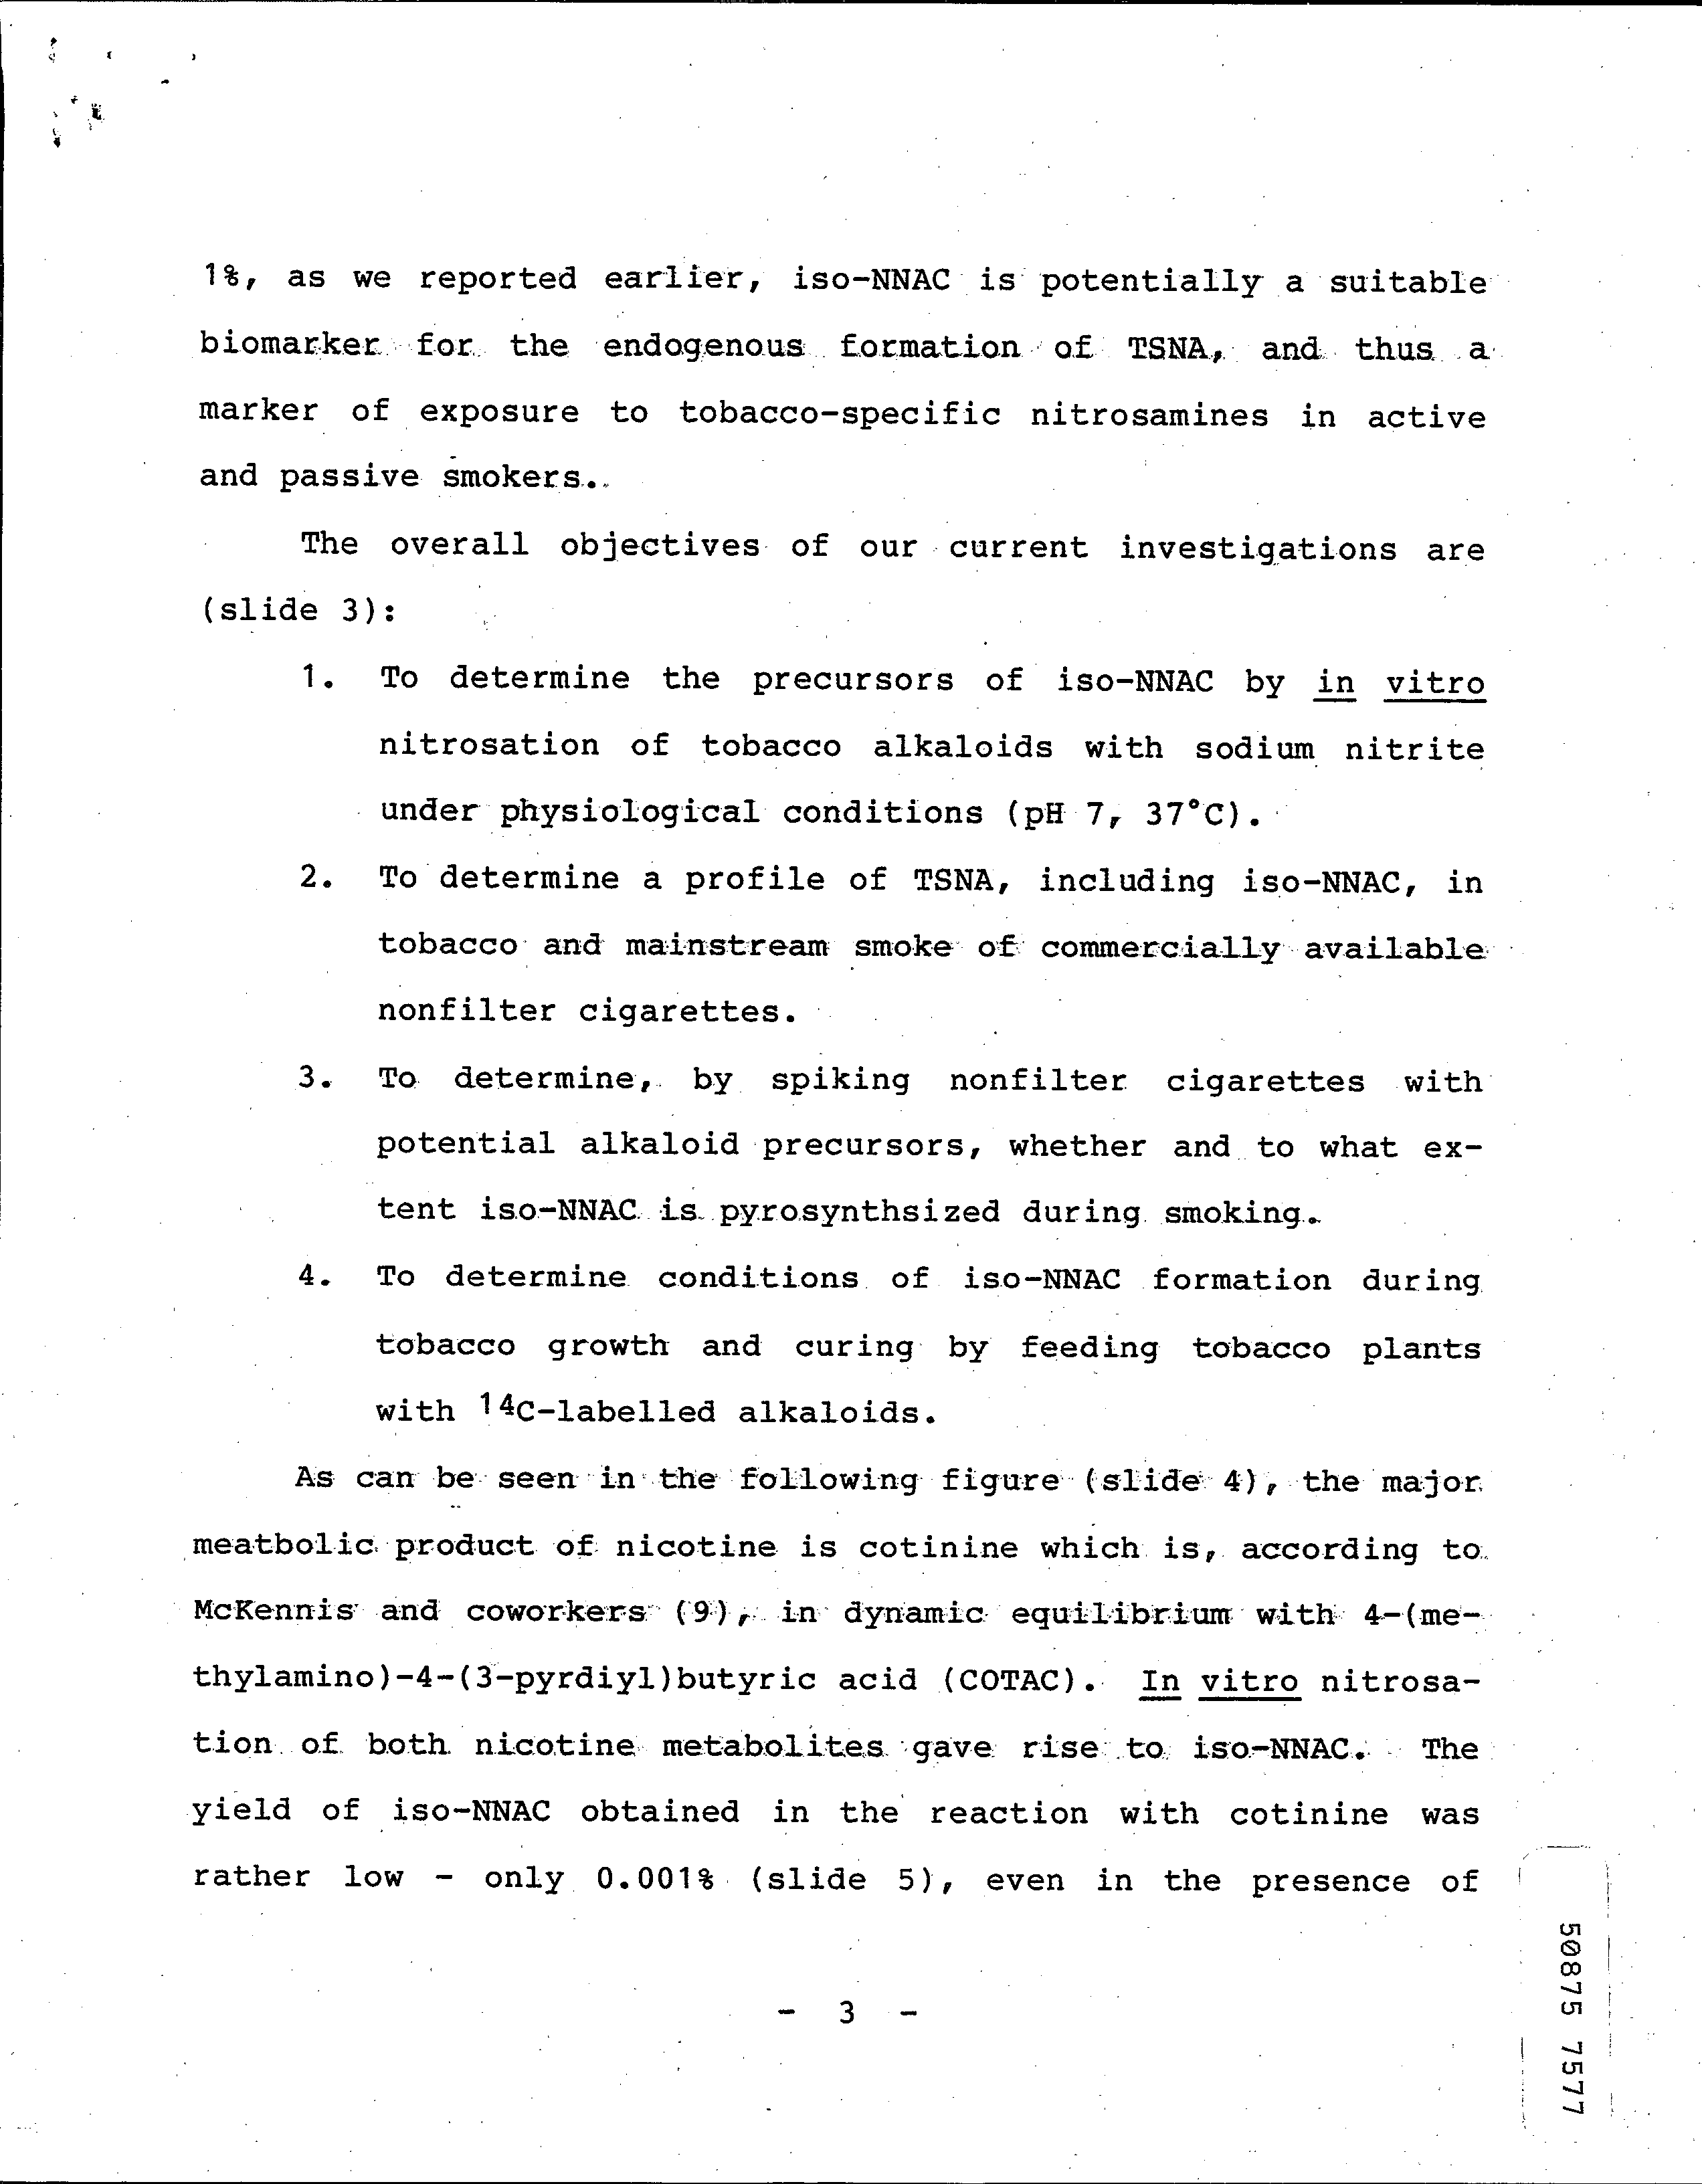 1%, as we reported earlier, iso-NNAC is potentially a suitable
biomarker for the endogenous formation of TSNA, and thus a
marker of exposure to tobacco-specific nitrosamines in active
and passive smokers.
The overall objectives of our current investigations are
(slide 3):
1. To determine the precursors of iso-NNAC by in vitro
nitrosation of tobacco alkaloids with sodium nitrite
under physiological conditions (pH 7, 37°C).
2. To determine a profile of TSNA, including iso-NNAC, in
tobacco and mainstream smoke of commercially available
nonfilter cigarettes.
3. To determine, by spiking nonfilter cigarettes with
potential alkaloid precursors, whether and to what ex-
tent iso-NNAC is pyrosynthsized during smoking.
4. To determine conditions of iso-NNAC formation during
tobacco growth and curing by feeding tobacco plants
with 14C-labelled alkaloids.
As can be seen in the following figure (slide 4), the major
meatbolic product of nicotine is cotinine which is, according to
McKennis and coworkers (9), in dynamic equilibrium with 4-(me-
thylamino)-4-(3-pyrdiyl)butyric acid (COTAC). In vitro nitrosa-
tion of both nicotine metabolites gave rise to iso-NNAC. The
yield of iso-NNAC obtained in the reaction with cotinine was
rather low - only 0.001% (slide 5), even in the presence of
- 3 -
50875 7577